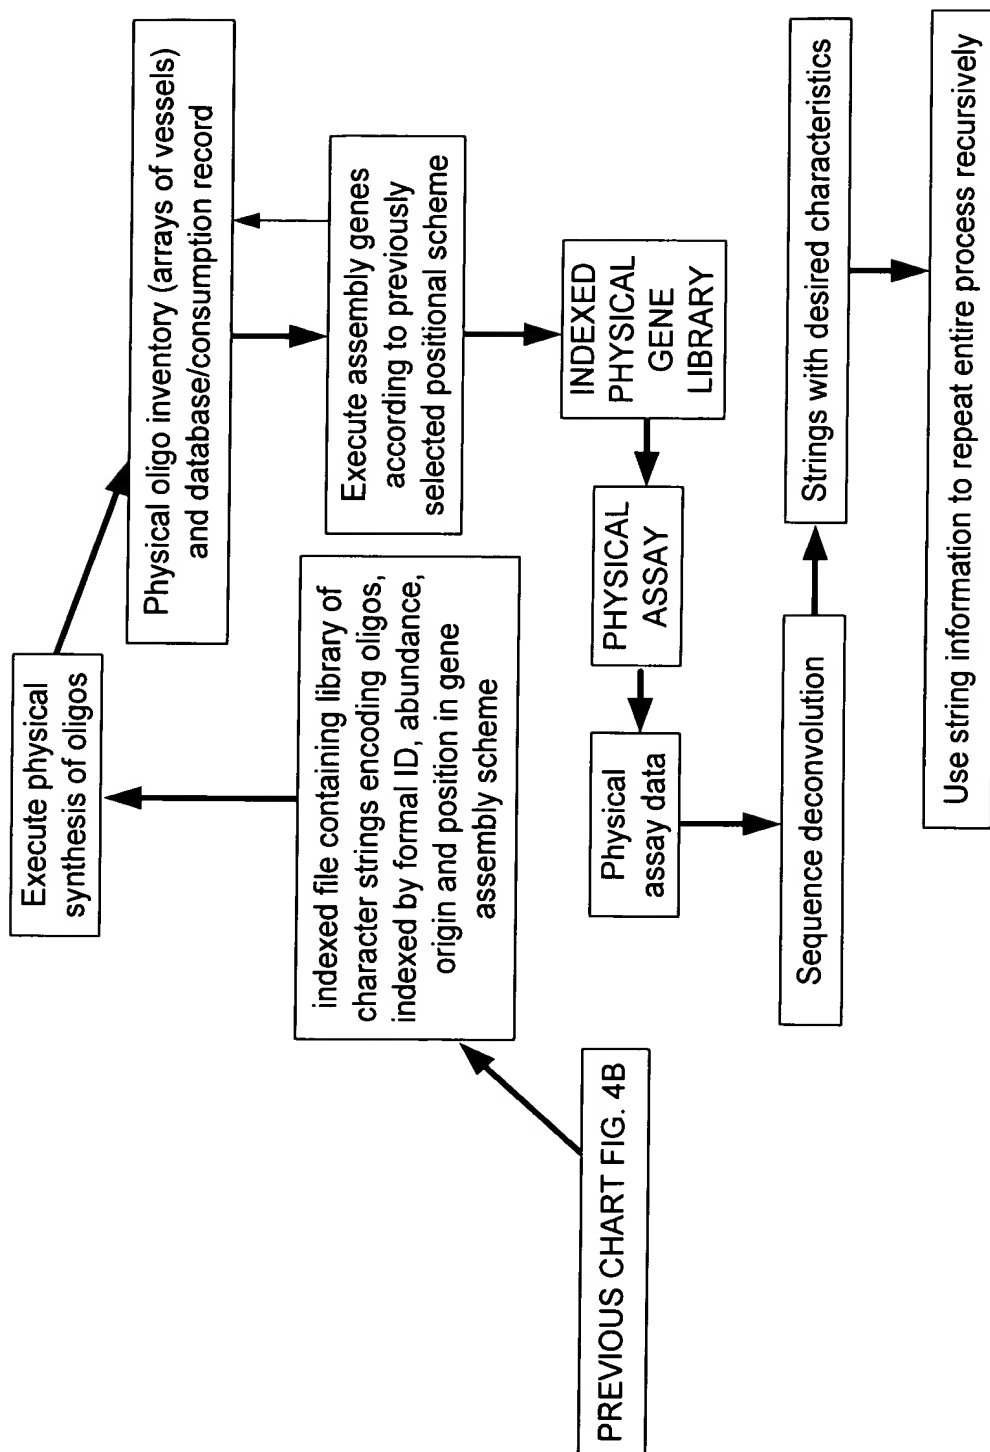 Execute physical
synthesis of oligos
Physical oligo inventory (arrays of vessels)
and database/consumption record
indexed file containing library of
character strings encoding oligos,
indexed by formal ID, abundance,
origin and position in gene
assembly scheme
Execute assembly genes
according to previously
selected positional scheme
PREVIOUS CHART FIG. 4B
Physical
assay data
PHYSICAL
ASSAY
INDEXED
PHYSICAL
GENE
LIBRARY
Sequence deconvolution
Strings with desired characteristics
Use string information to repeat entire process recursively